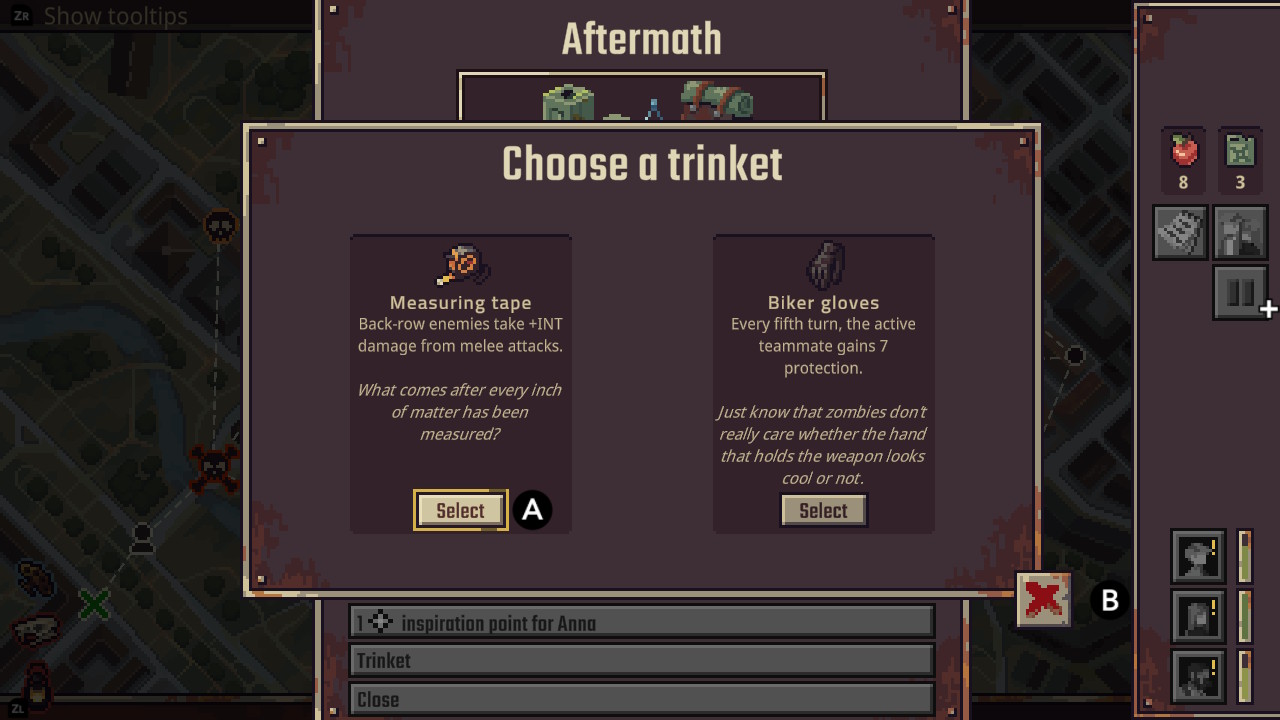 ZR Show tooltips
Aftermath
Choose a trinket
8 3
Measuring tape
Back-row enemies take +INT
damage from melee attacks.
What comes after every inch
of matter has been
measured?
Select A
Biker gloves
Every fifth turn, the active
teammate gains 7
protection.
Just know that zombies don't
really care whether the hand
that holds the weapon looks
cool or not.
Select
B
1 inspiration point for Anna
Trinket
Close
ZL